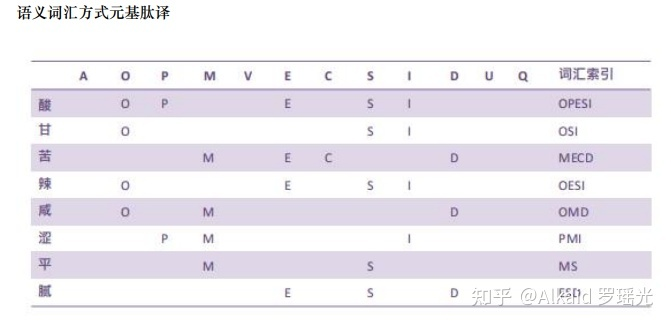 语义词汇方式元基肽译
A O P M V E C S I D U Q 词汇索引
酸 O P E S I OPESI
甘 O S I OSI
苦 M E C D MECD
辣 O E S I OESI
咸 O M D OMD
涩 P M I PMI
平 M S MS
腻 E S D ESD
知乎 @Alkaid 罗瑶光